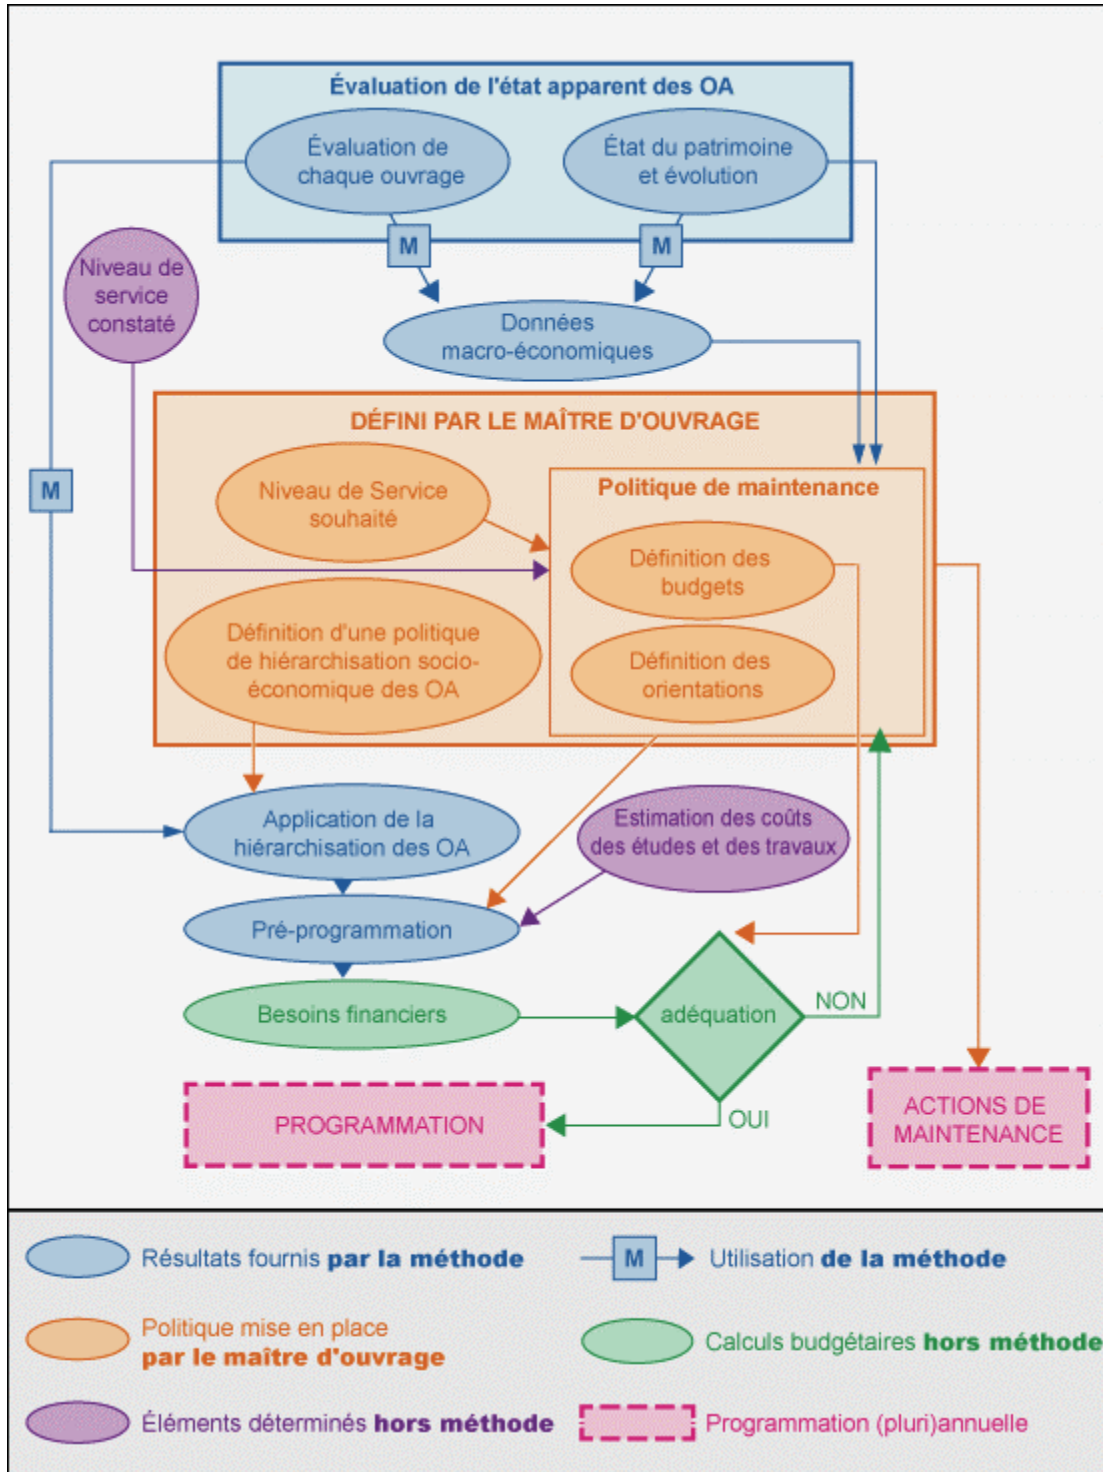 Évaluation de l'état apparent des OA
Évaluation de
chaque ouvrage
État du patrimoine
et évolution
M
M
Niveau de
service
constaté
Données
macro-économiques
DÉFINI PAR LE MAÎTRE D'OUVRAGE
M
Niveau de Service
souhaité
Politique de maintenance
Définition des
budgets
Définition d'une politique
de hiérarchisation socio-
économique des OA
Définition des
orientations
Application de la
hiérarchisation des OA
Estimation des coûts
des études et des travaux
Pré-programmation
Besoins financiers
adéquation
NON
OUI
PROGRAMMATION
ACTIONS DE
MAINTENANCE
Résultats fournis par la méthode
M
Utilisation de la méthode
Politique mise en place
par le maître d'ouvrage
Calculs budgétaires hors méthode
Éléments déterminés hors méthode
Programmation (pluri)annuelle